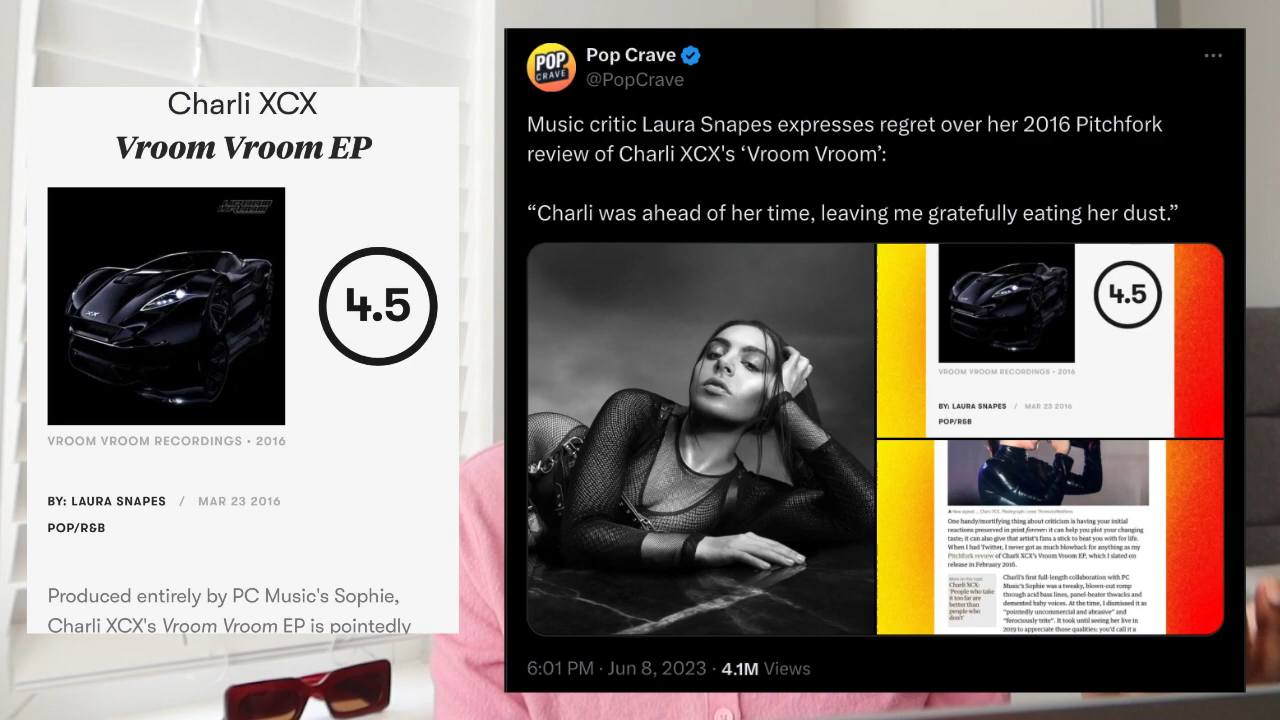 Charli XCX
Vroom Vroom EP
4.5
VROOM VROOM RECORDINGS • 2016
BY: LAURA SNAPES / MAR 23 2016
POP/R&B
Produced entirely by PC Music's Sophie,
Charli XCX's Vroom Vroom EP is pointedly
POP
CRAVE
Pop Crave
@PopCrave
Music critic Laura Snapes expresses regret over her 2016 Pitchfork
review of Charli XCX's ‘Vroom Vroom’:
“Charli was ahead of her time, leaving me gratefully eating her dust.”
4.5
VROOM VROOM RECORDINGS • 2016
BY: LAURA SNAPES / MAR 23 2016
POP/R&B
One handy/mortifying thing about criticism is having your initial
reactions preserved in print forever: it can help you plot your changing
taste; it can also give that artist's fans a stick to beat you with for life.
When I had Twitter, I never got as much blowback for anything as my
Pitchfork review of Charli XCX's Vroom Vroom EP, which I slated on
release in February 2016.
Charli XCX:
'People who take
it too far are
better than
people who
don't'
Charli's first full-length collaboration with PC
Music's Sophie was a tweaky, blown-out romp
through acid bass lines, panel-beater thwacks and
demented baby voices. At the time, I dismissed it as
“pointedly uncommercial and abrasive” and
“ferociously trite”. It took until seeing her live in
2019 to appreciate those qualities; you'd call it a
6:01 PM · Jun 8, 2023 · 4.1M Views